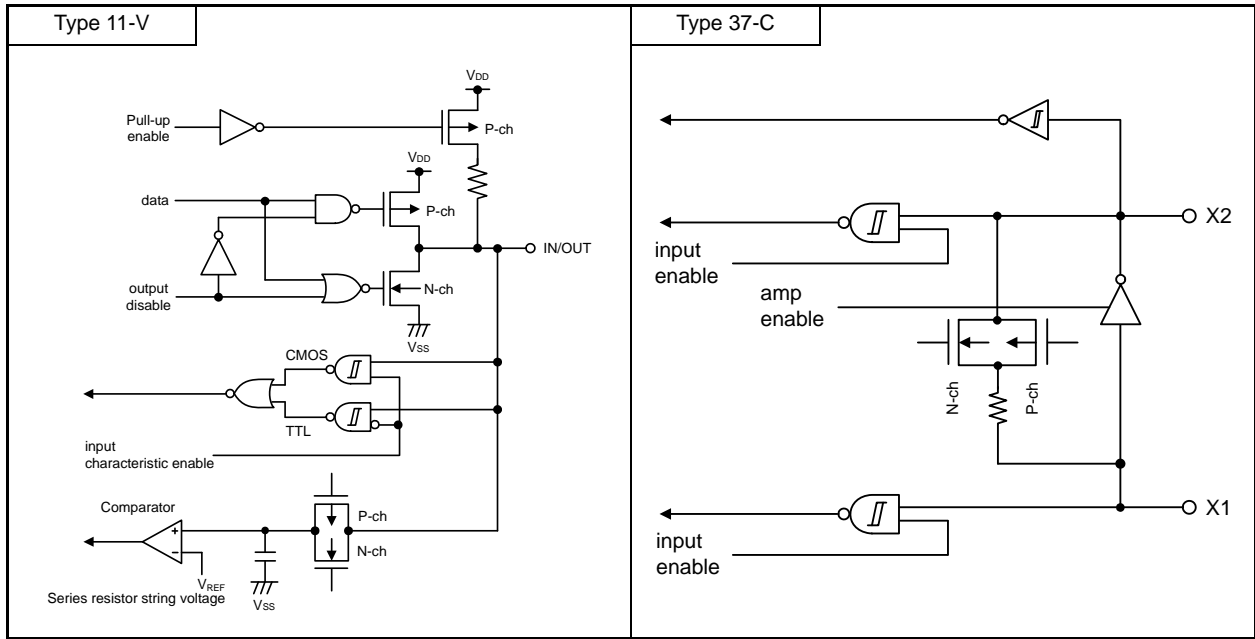 Type 11-V
VDD
Pull-up
enable
P-ch
VDD
data
P-ch
IN/OUT
output
disable
N-ch
VSS
CMOS
TTL
input
characteristic enable
Comparator
P-ch
N-ch
+
−
VREF
Series resistor string voltage
VSS
Type 37-C
X2
input
enable
amp
enable
N-ch
P-ch
X1
input
enable